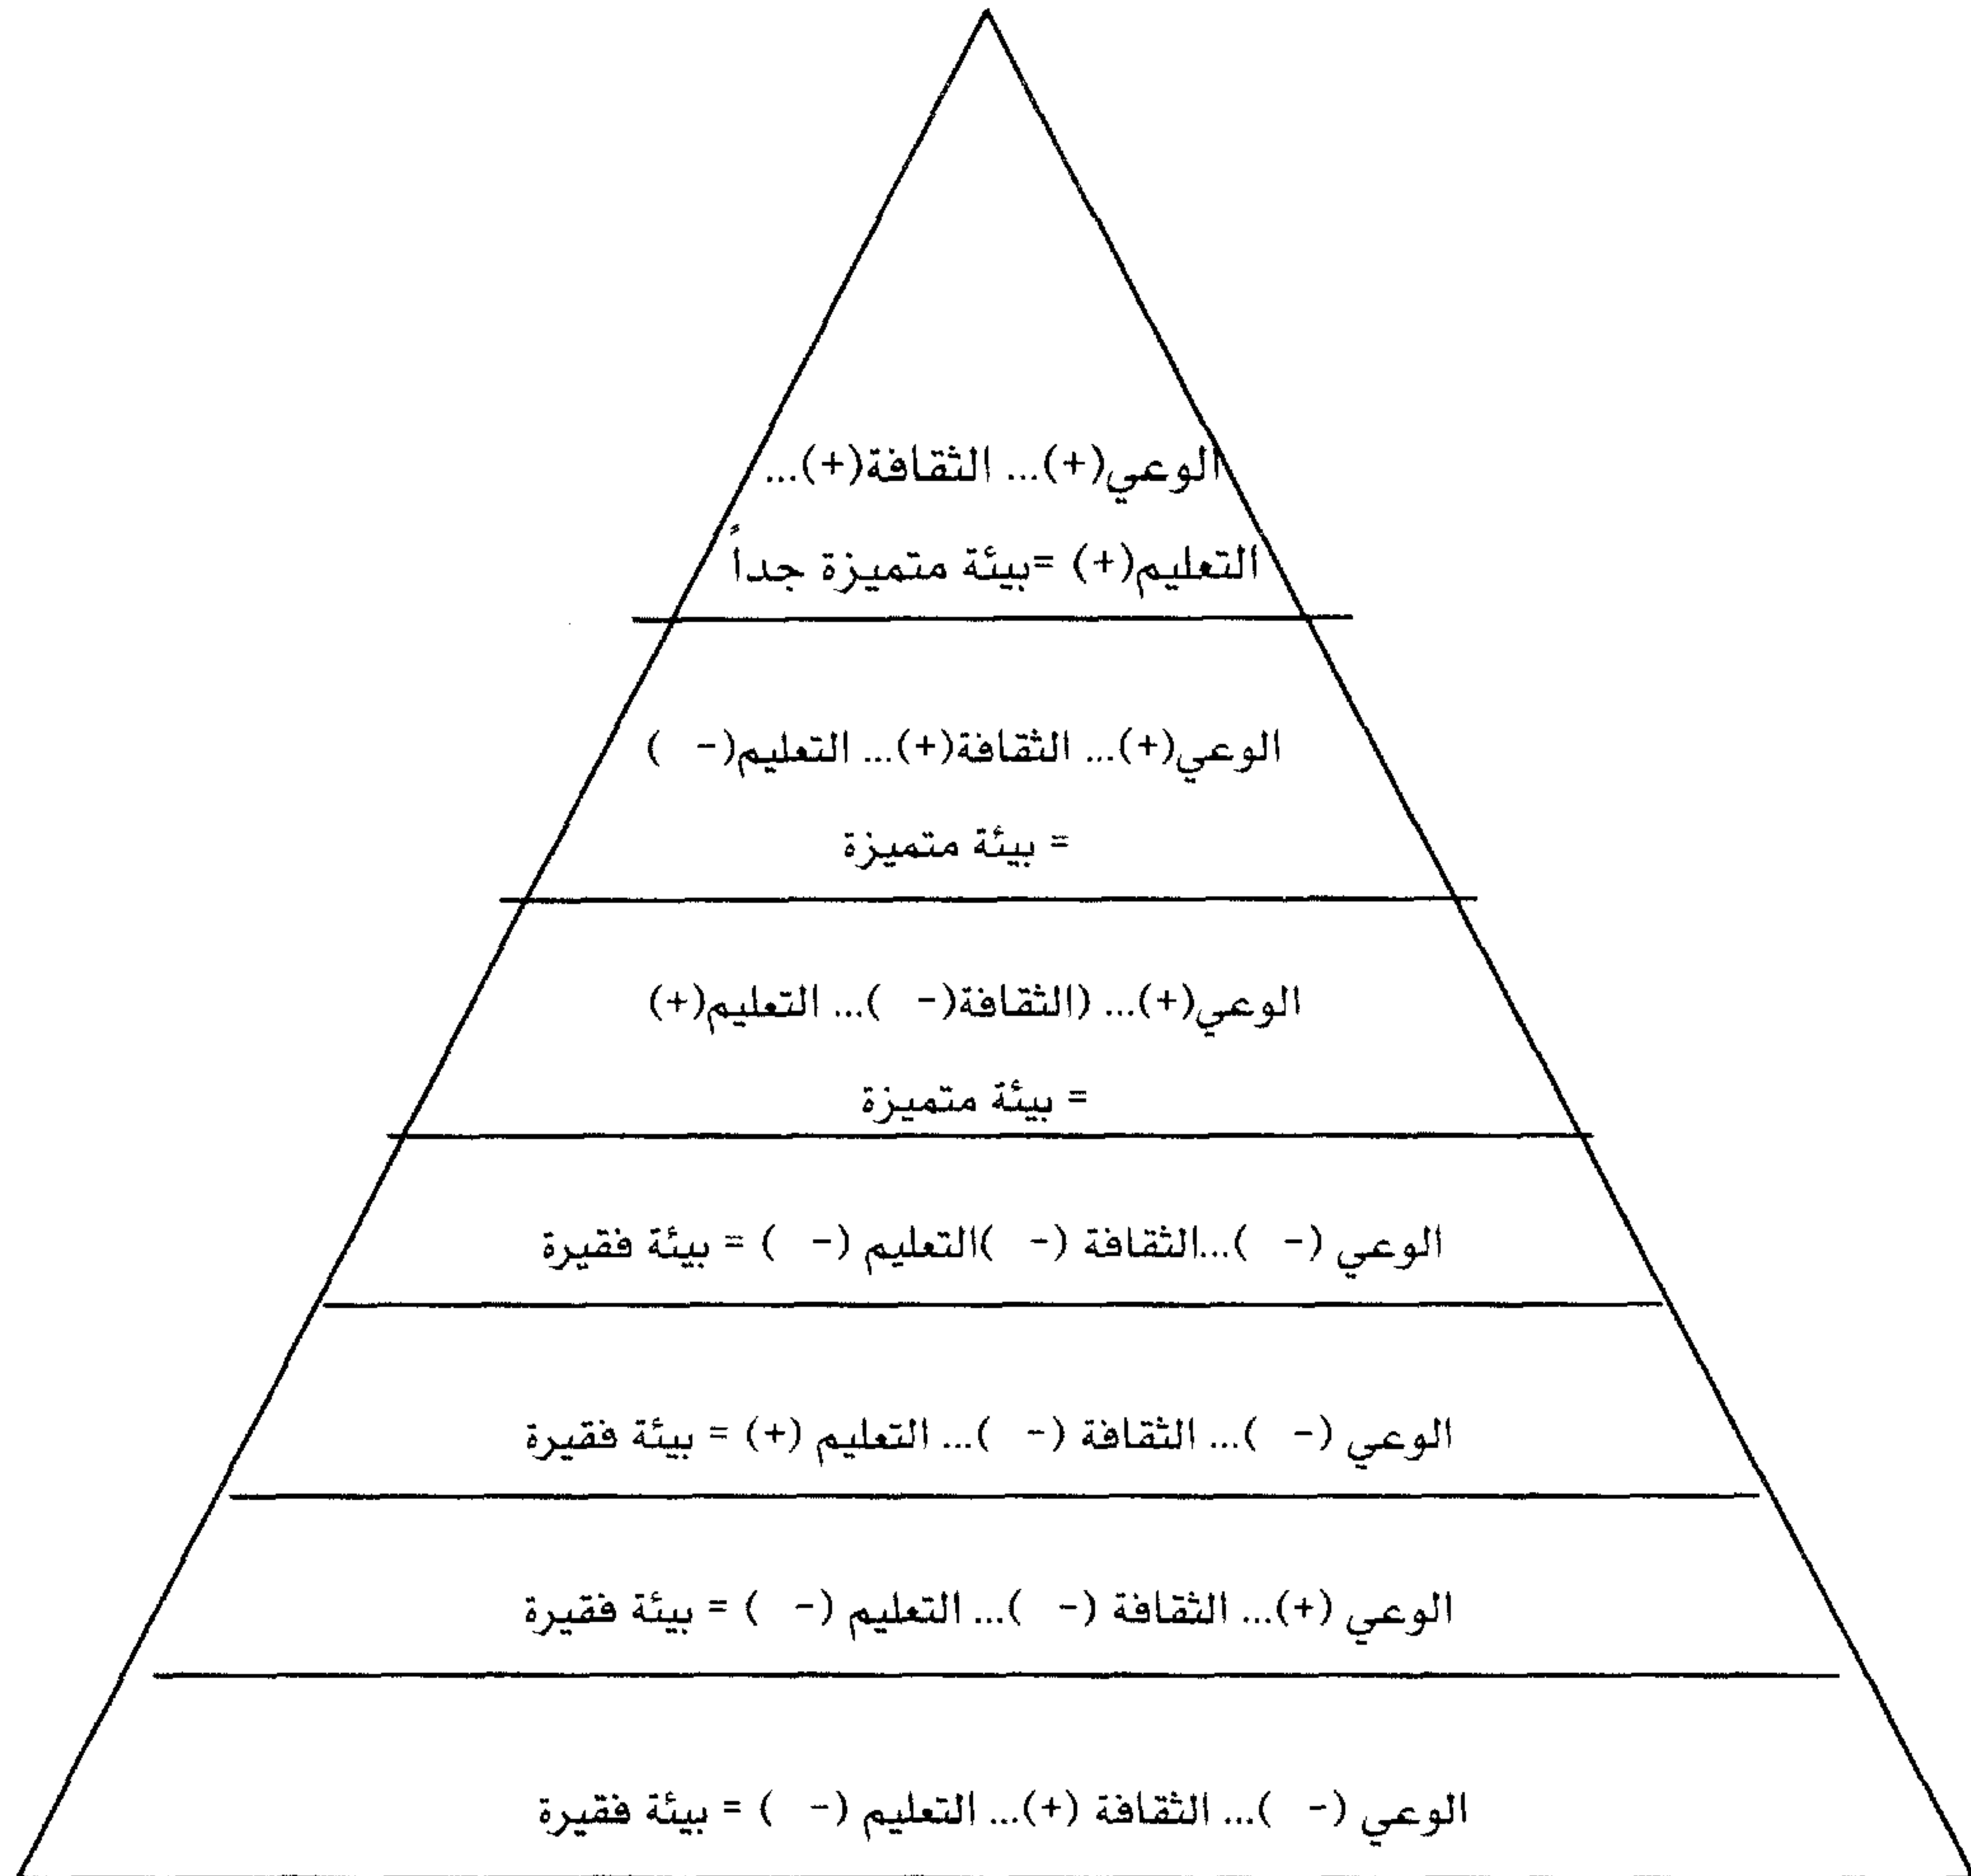 الوعي(+)... الثقافة(+)...
التعليم(+) =بيئة متميزة جداً
الوعي(+)... الثقافة(+)... التعليم(- )
= بيئة متميزة
الوعي(+)... (الثقافة(- )... التعليم(+)
= بيئة متميزة
الوعي (- )...الثقافة (- )التعليم (- ) = بيئة فقيرة
الوعي (- )... الثقافة (- )... التعليم (+) = بيئة فقيرة
الوعي (+)... الثقافة (- )... التعليم (- ) = بيئة فقيرة
الوعي (- )... الثقافة (+)... التعليم (- ) = بيئة فقيرة